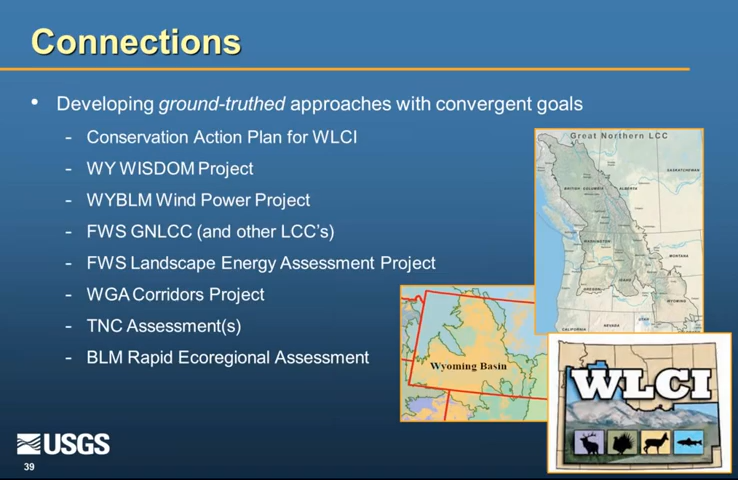 Connections
• Developing ground-truthed approaches with convergent goals
- Conservation Action Plan for WLCI
- WY WISDOM Project
- WYBLM Wind Power Project
- FWS GNLCC (and other LCC's)
- FWS Landscape Energy Assessment Project
- WGA Corridors Project
- TNC Assessment(s)
- BLM Rapid Ecoregional Assessment
Great Northern LCC
SASKATCHEWAN
BRITISH COLUMBIA
ALBERTA
WASHINGTON
MONTANA
OREGON
IDAHO
WYOMING
CALIFORNIA
NEVADA
UTAH
Wyoming Basin
WLCI
USGS
39